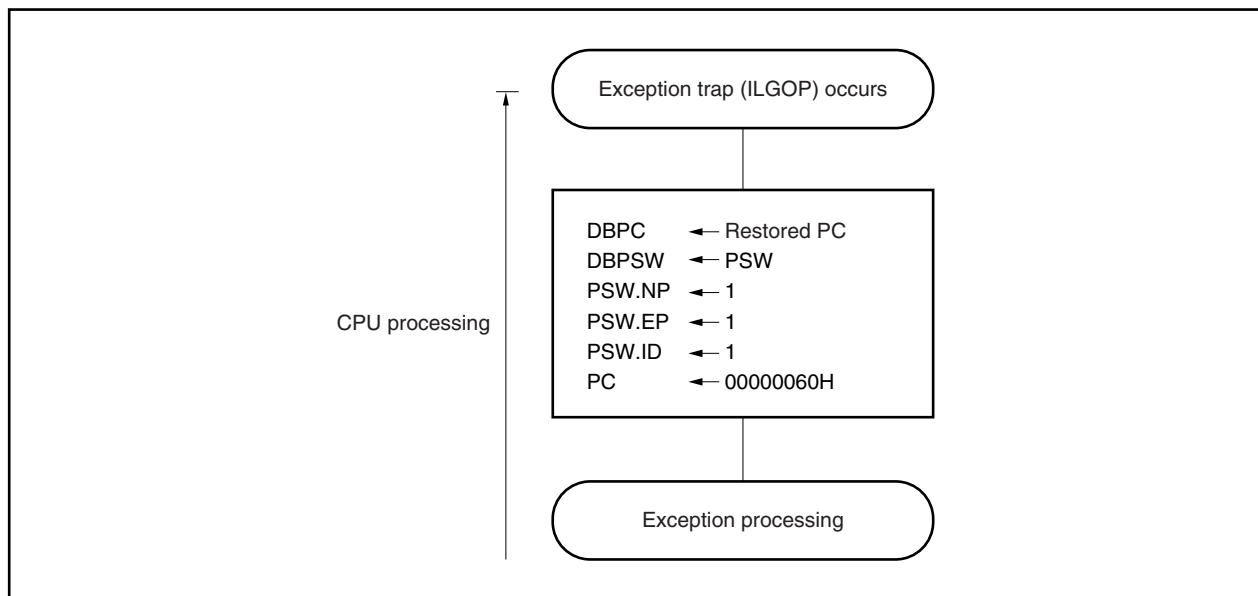 Exception trap (ILGOP) occurs
DBPC ← Restored PC
DBPSW ← PSW
PSW.NP ← 1
PSW.EP ← 1
PSW.ID ← 1
PC ← 00000060H
CPU processing
Exception processing